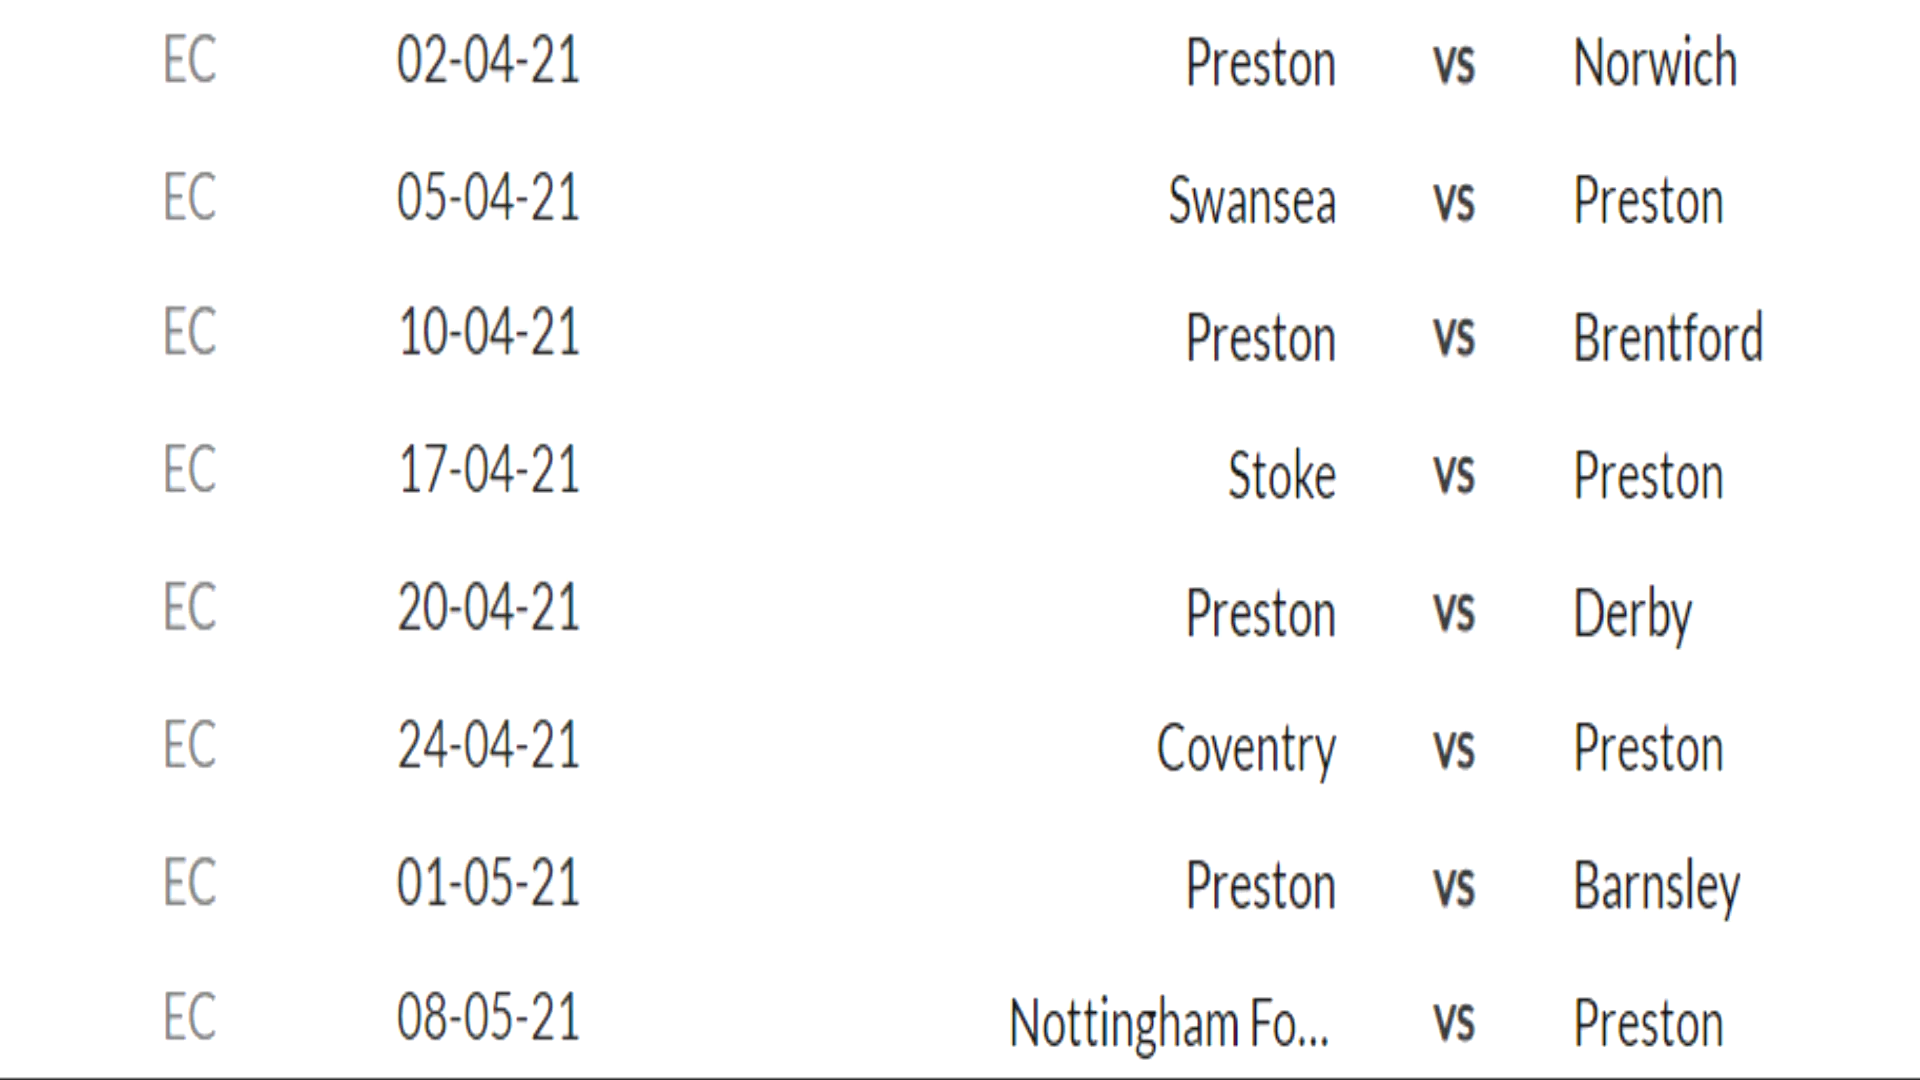 EC 02-04-21 Preston VS Norwich
EC 05-04-21 Swansea VS Preston
EC 10-04-21 Preston VS Brentford
EC 17-04-21 Stoke VS Preston
EC 20-04-21 Preston VS Derby
EC 24-04-21 Coventry VS Preston
EC 01-05-21 Preston VS Barnsley
EC 08-05-21 Nottingham Fo... VS Preston